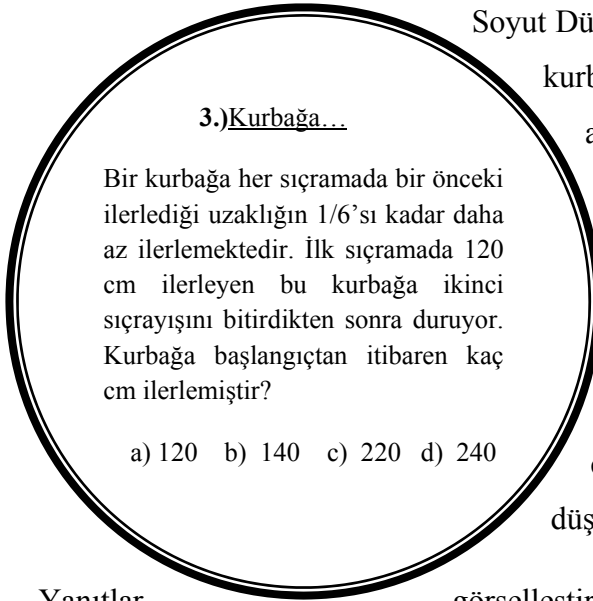 Soyut
3.)Kurbağa…
Bir kurbağa her sıçramada bir önceki
ilerlediği uzaklığın 1/6’sı kadar daha
az ilerlemektedir. İlk sıçramada 120
cm ilerleyen bu kurbağa ikinci
sıçrayışını bitirdikten sonra duruyor.
Kurbağa başlangıçtan itibaren kaç
cm ilerlemiştir?
a) 120 b) 140 c) 220 d) 240
Yanıtlar